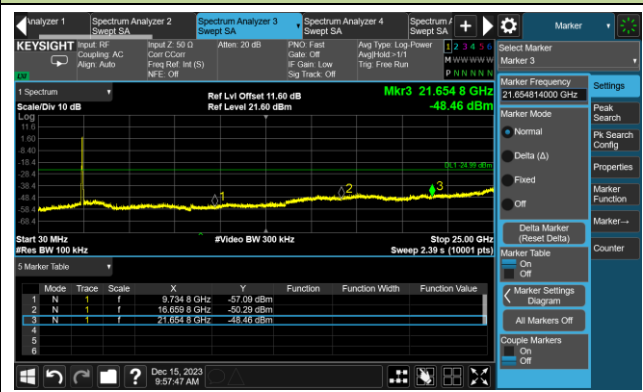 nalyzer 1
Spectrum Analyzer 2
Swept SA
Spectrum Analyzer 3
Swept SA
Spectrum Analyzer 4
Swept SA
Spectrum A
Swept SA
Marker
KEYSIGHT
Input: RF
Coupling: AC
Align: Auto
Input Z: 50 Ω
Corr CCorr
Freq Ref: Int (S)
NFE: Off
Atten: 20 dB
PNO: Fast
Gate: Off
IF Gain: Low
Sig Track: Off
Avg Type: Log-Power
Avg|Hold:>1/1
Trig: Free Run
1 2 3 4 5 6
M W W W W W
P N N N N N
LXI
Select Marker
Marker 3
1 Spectrum
Scale/Div 10 dB
Log
Ref Lvl Offset 11.60 dB
Ref Level 21.60 dBm
Mkr3 21.654 8 GHz
-48.46 dBm
11.6
1.60
-8.40
-18.4
-28.4
-38.4
-48.4
-58.4
-68.4
DL1 -24.99 dBm
1
2
3
Start 30 MHz
#Res BW 100 kHz
#Video BW 300 kHz
Stop 25.00 GHz
Sweep 2.39 s (10001 pts)
5 Marker Table
Mode Trace Scale X Y Function Function Width Function Value
1 N 1 f 9.734 8 GHz -57.09 dBm
2 N 1 f 16.659 8 GHz -50.29 dBm
3 N 1 f 21.654 8 GHz -48.46 dBm
4
5
6
Marker Frequency
21.654814000 GHz
Marker Mode
Normal
Delta (Δ)
Fixed
Off
Delta Marker
(Reset Delta)
Marker Table
On
Off
Marker Settings
Diagram
All Markers Off
Couple Markers
On
Off
Settings
Peak
Search
Pk Search
Config
Properties
Marker
Function
Marker→
Counter
?
Dec 15, 2023
9:57:47 AM